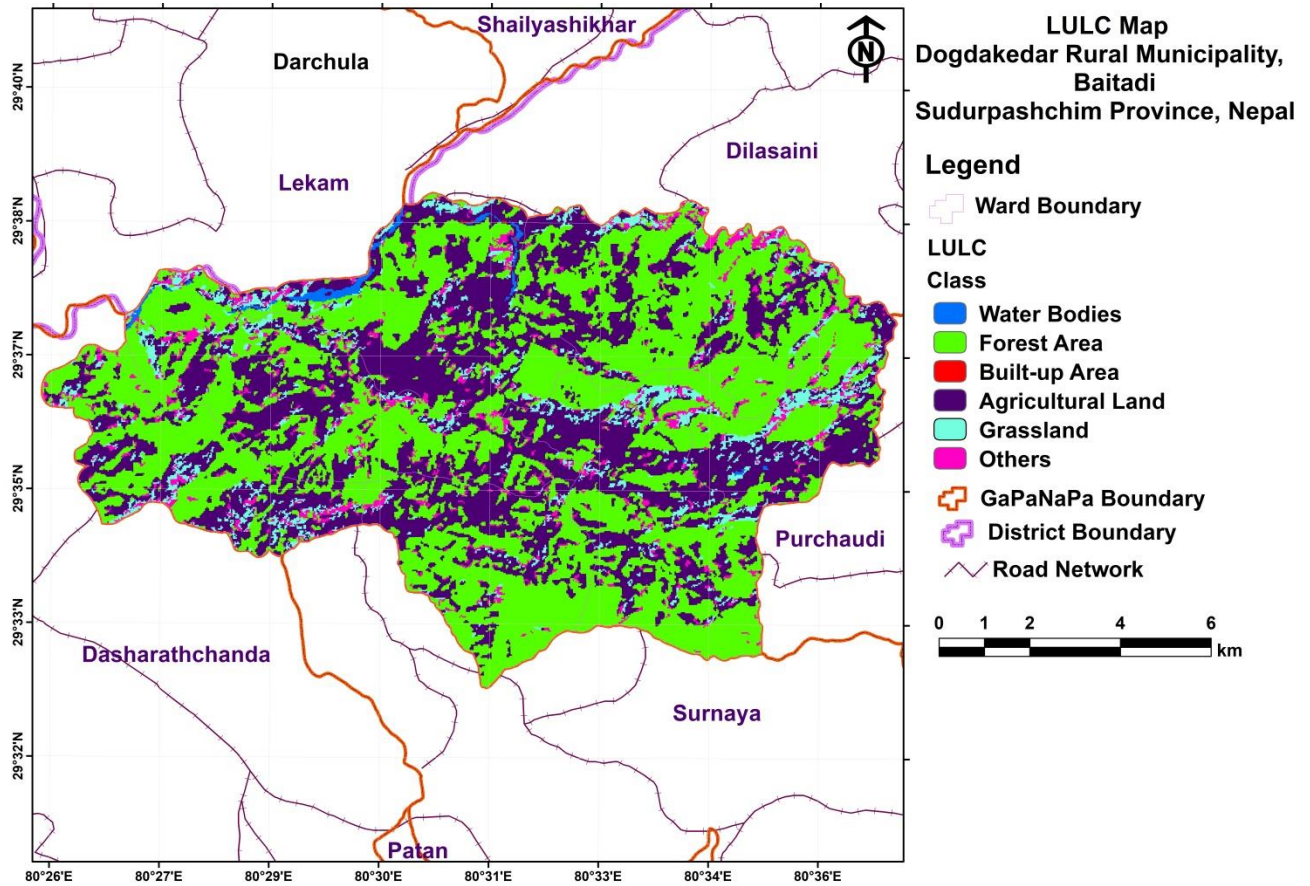 LULC Map
Dogdakedar Rural Municipality,
Baitadi
Sudurpashchim Province, Nepal
Legend
Ward Boundary
LULC
Class
Water Bodies
Forest Area
Built-up Area
Agricultural Land
Grassland
Others
GaPaNaPa Boundary
District Boundary
Road Network
0 1 2 4 6
km
N
Shailyashikhar
Darchula
Dilasaini
Lekam
Purchaudi
Dasharathchanda
Surnaya
Patan
29°40'N
29°38'N
29°37'N
29°35'N
29°33'N
29°32'N
80°26'E 80°27'E 80°29'E 80°30'E 80°31'E 80°33'E 80°34'E 80°36'E